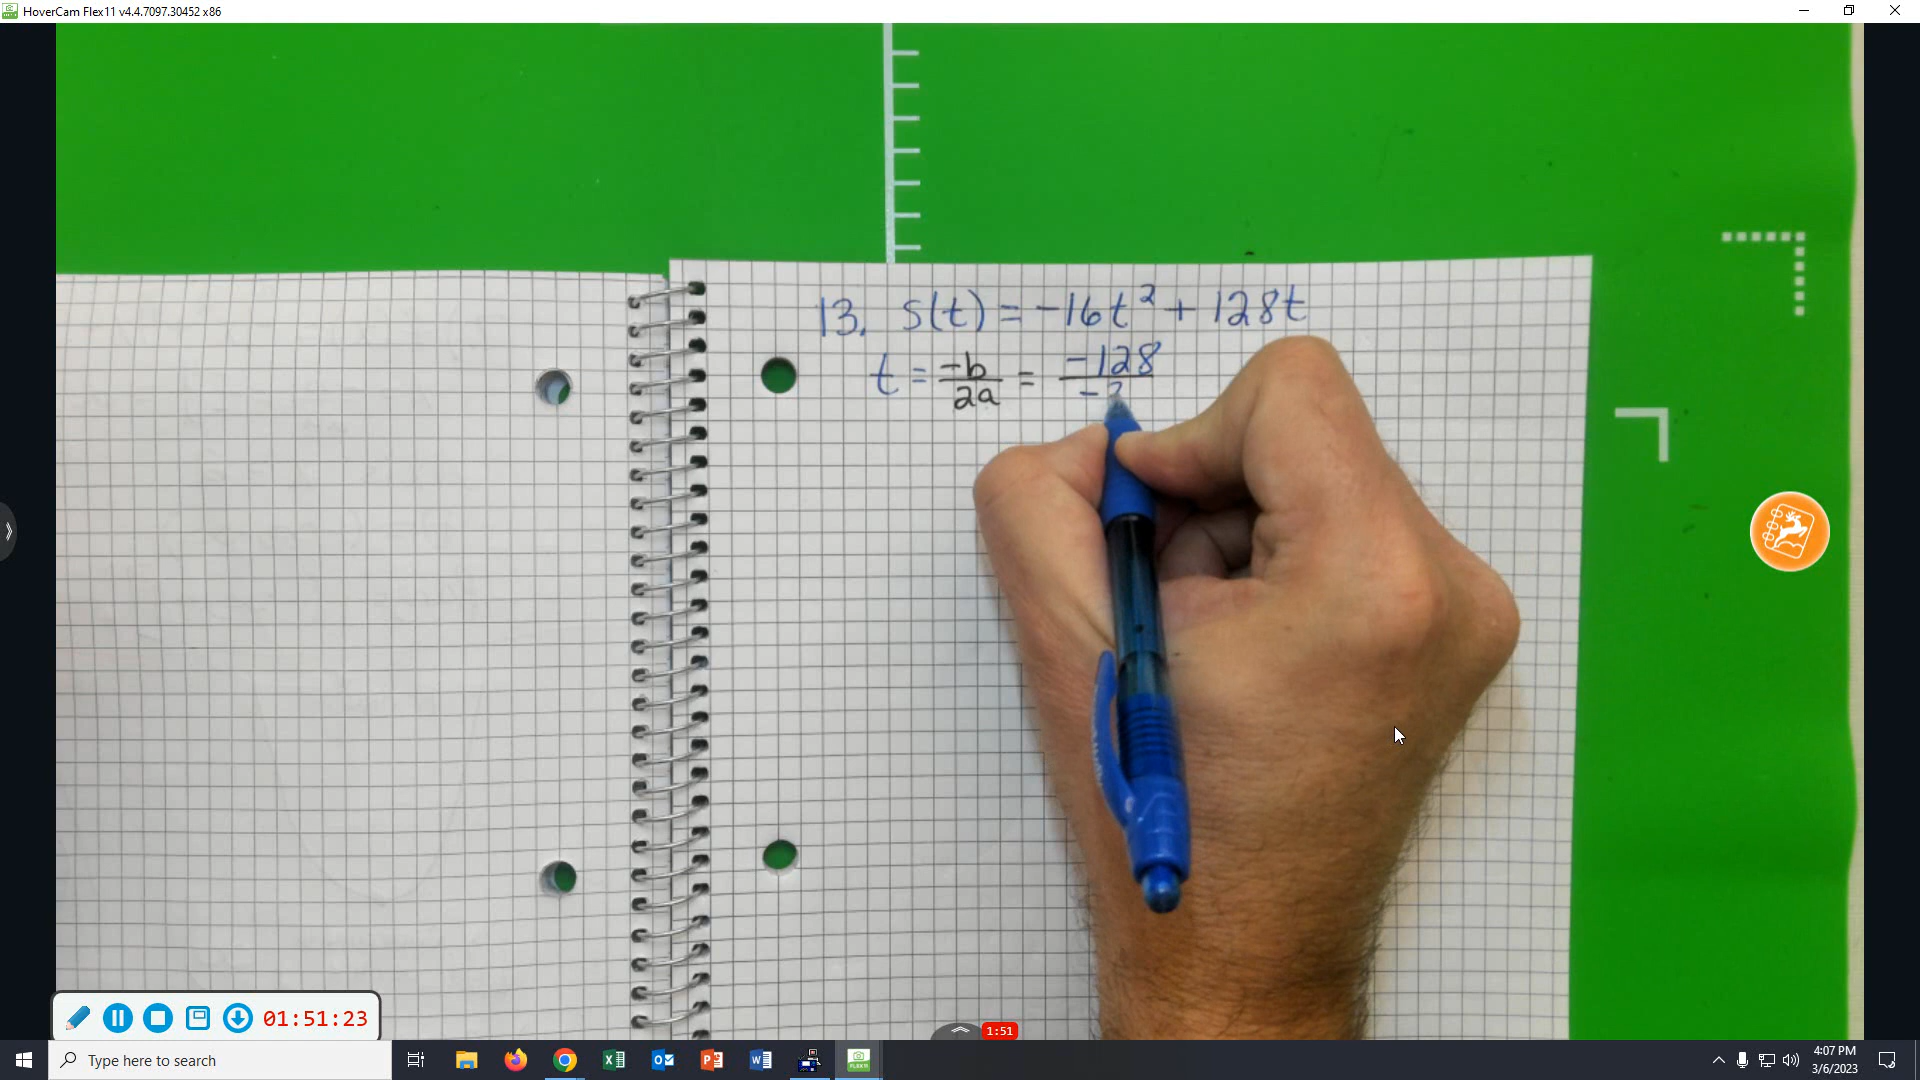 HoverCam Flex11 v4.4.7097.30452 x86
13. s(t) = -16t² + 128t
t = -b/2a = -128/-3
01:51:23
1:51
Type here to search
4:07 PM
3/6/2023